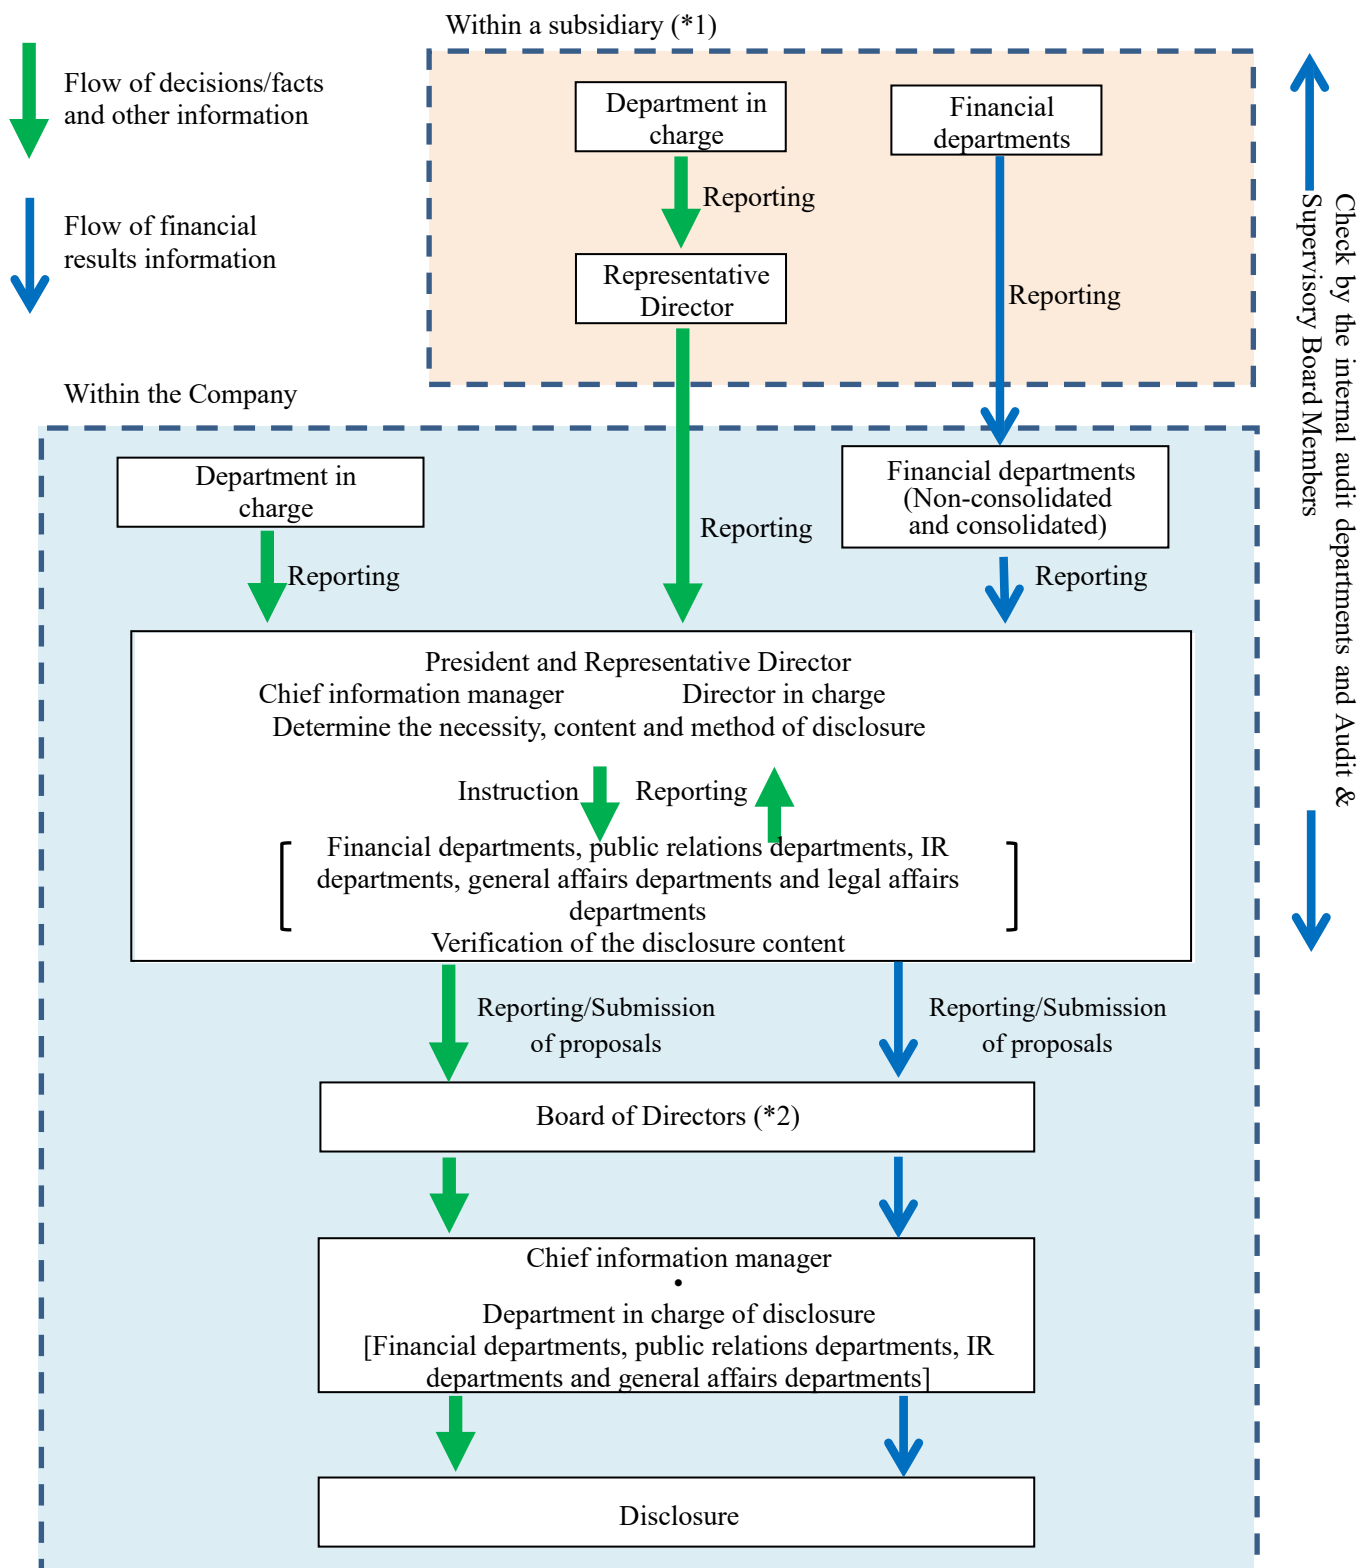 Within a subsidiary (*1)
Flow of decisions/facts
and other information
Flow of financial
results information
Department in
charge
Financial
departments
Reporting
Representative
Director
Reporting
Check by the internal audit departments and Audit &
Supervisory Board Members
Within the Company
Department in
charge
Financial departments
(Non-consolidated
and consolidated)
Reporting
Reporting
Reporting
President and Representative Director
Chief information manager Director in charge
Determine the necessity, content and method of disclosure
Instruction Reporting
Financial departments, public relations departments, IR
departments, general affairs departments and legal affairs
departments
Verification of the disclosure content
Reporting/Submission
of proposals
Reporting/Submission
of proposals
Board of Directors (*2)
Chief information manager
•
Department in charge of disclosure
[Financial departments, public relations departments, IR
departments and general affairs departments]
Disclosure